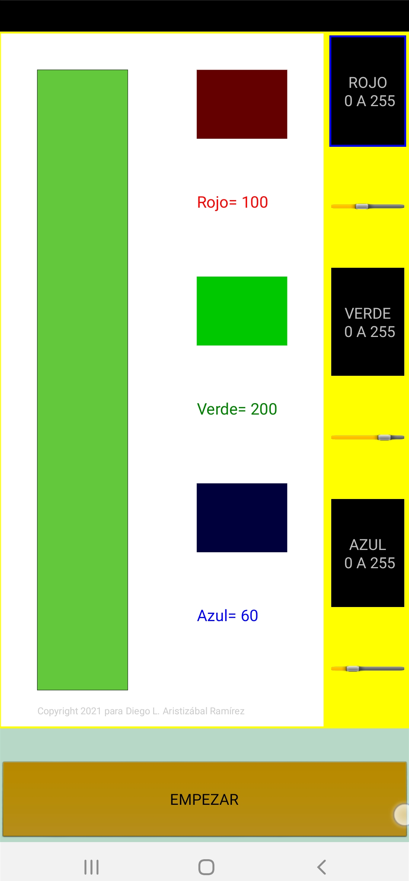 ROJO
0 A 255
Rojo= 100
VERDE
0 A 255
Verde= 200
AZUL
0 A 255
Azul= 60
Copyright 2021 para Diego L. Aristizábal Ramírez
EMPEZAR